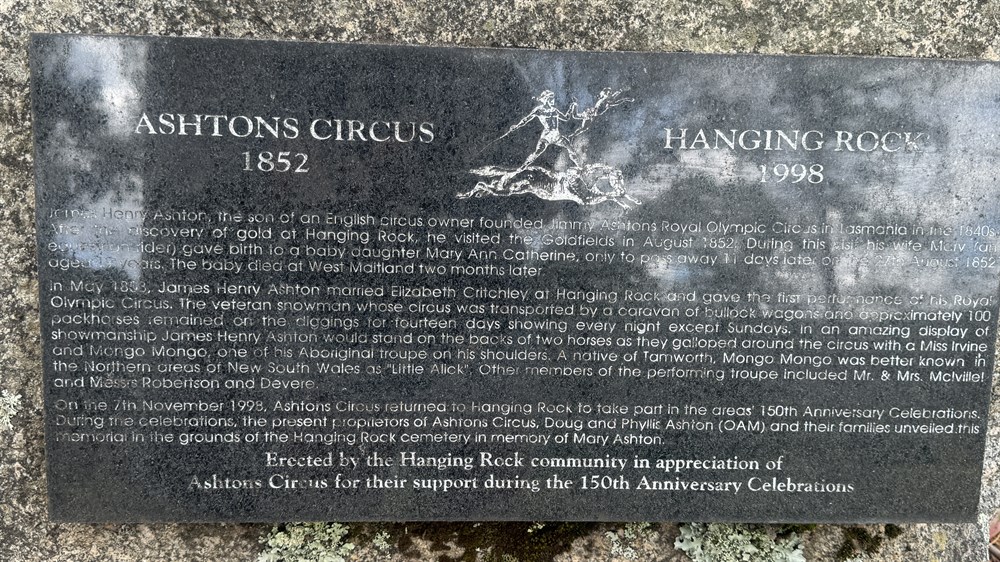 ASHTONS CIRCUS
1852
HANGING ROCK
1998
James Henry Ashton, the son of an English circus owner founded Jimmy Ashtons Royal Olympic Circus in Tasmania in the 1840s.
After the discovery of gold at Hanging Rock, he visited the Goldfields in August 1852. During this visit his wife Mary (an
equestrian rider) gave birth to a baby daughter Mary Ann Catherine, only to pass away 11 days later on the August 1852
aged years. The baby died at West Maitland two months later.
In May 1853, James Henry Ashton married Elizabeth Critchley at Hanging Rock and gave the first performance of his Royal
Olympic Circus. The veteran showman whose circus was transported by a caravan of bullock wagons and approximately 100
packhorses remained on the diggings for fourteen days showing every night except Sundays. In an amazing display of
showmanship James Henry Ashton would stand on the backs of two horses as they galloped around the circus with a Miss Irvine
and Mongo Mongo, one of his Aboriginal troupe on his shoulders. A native of Tamworth, Mongo Mongo was better known in
the Northern areas of New South Wales as "Little Alick". Other members of the performing troupe included Mr. & Mrs. McIvillet
and Messrs Robertson and Devere.
On the 7th November 1998, Ashtons Circus returned to Hanging Rock to take part in the areas' 150th Anniversary Celebrations.
During the celebrations, the present proprietors of Ashtons Circus, Doug and Phyllis Ashton (OAM) and their families unveiled this
memorial in the grounds of the Hanging Rock cemetery in memory of Mary Ashton.
Erected by the Hanging Rock community in appreciation of
Ashtons Circus for their support during the 150th Anniversary Celebrations